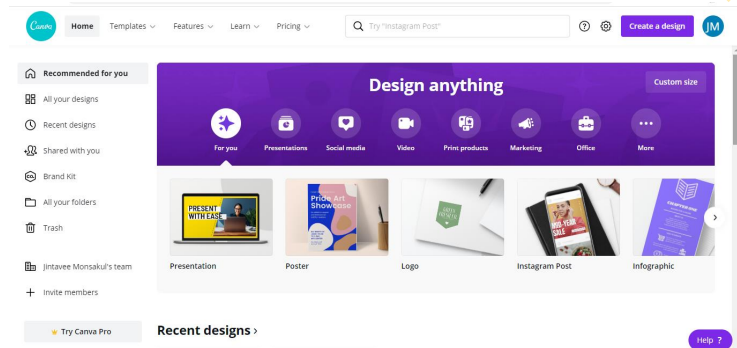 Canva
Home
Templates
Features
Learn
Pricing
Try "Instagram Post"
Create a design
JM
Recommended for you
All your designs
Recent designs
Shared with you
Brand Kit
All your folders
Trash
Jintavee Monsakul's team
Invite members
Try Canva Pro
Design anything
Custom size
For you
Presentations
Social media
Video
Print products
Marketing
Office
More
PRESENT
WITH EASE
Pride Art
Showcase
MID-YEAR
SALE
Presentation
Poster
Logo
Instagram Post
Infographic
Recent designs
Help ?